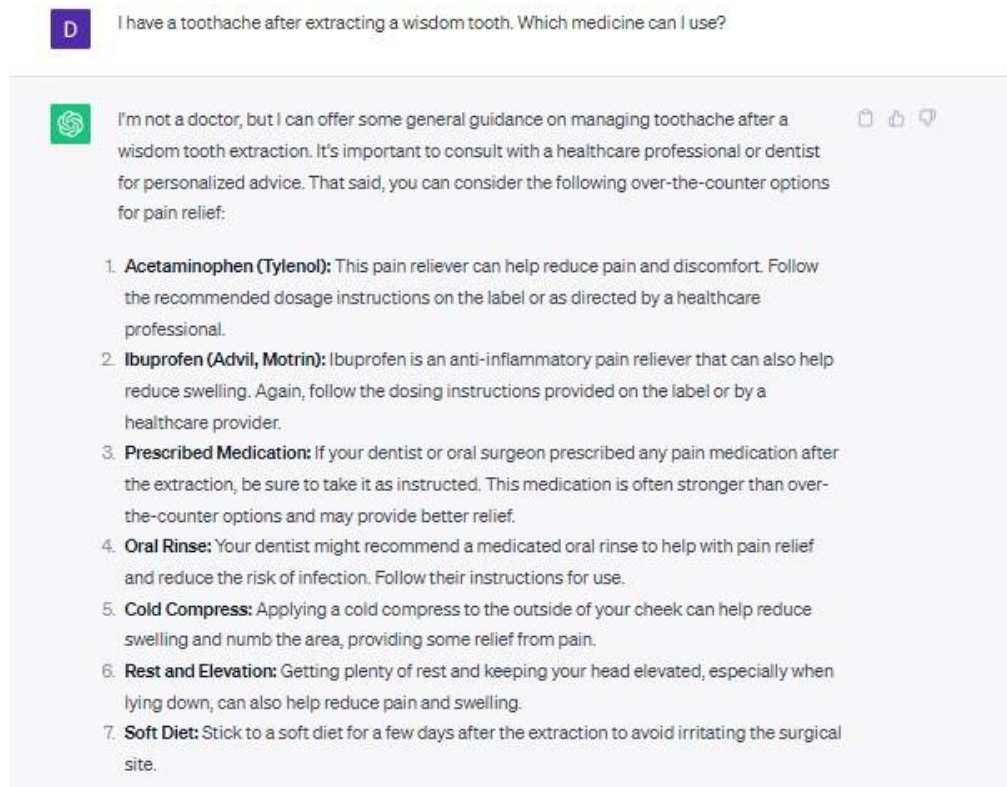 D
I have a toothache after extracting a wisdom tooth. Which medicine can I use?
I'm not a doctor, but I can offer some general guidance on managing toothache after a
wisdom tooth extraction. It's important to consult with a healthcare professional or dentist
for personalized advice. That said, you can consider the following over-the-counter options
for pain relief:
1. Acetaminophen (Tylenol): This pain reliever can help reduce pain and discomfort. Follow
the recommended dosage instructions on the label or as directed by a healthcare
professional.
2. Ibuprofen (Advil, Motrin): Ibuprofen is an anti-inflammatory pain reliever that can also help
reduce swelling. Again, follow the dosing instructions provided on the label or by a
healthcare provider.
3. Prescribed Medication: If your dentist or oral surgeon prescribed any pain medication after
the extraction, be sure to take it as instructed. This medication is often stronger than over-
the-counter options and may provide better relief.
4. Oral Rinse: Your dentist might recommend a medicated oral rinse to help with pain relief
and reduce the risk of infection. Follow their instructions for use.
5. Cold Compress: Applying a cold compress to the outside of your cheek can help reduce
swelling and numb the area, providing some relief from pain.
6. Rest and Elevation: Getting plenty of rest and keeping your head elevated, especially when
lying down, can also help reduce pain and swelling.
7. Soft Diet: Stick to a soft diet for a few days after the extraction to avoid irritating the surgical
site.